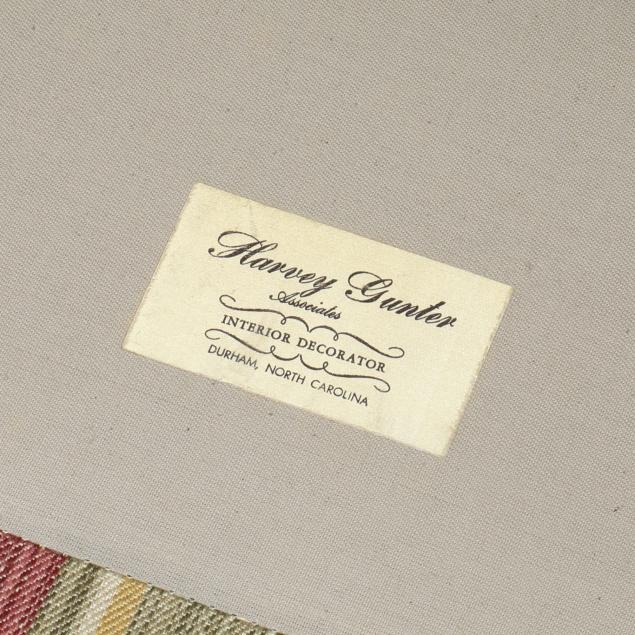 Harvey Gunter
Associates
INTERIOR DECORATOR
DURHAM, NORTH CAROLINA